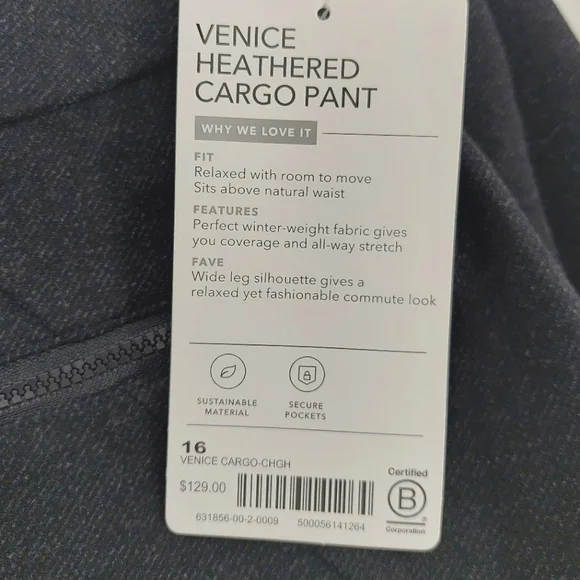 VENICE
HEATHERED
CARGO PANT
WHY WE LOVE IT
FIT
Relaxed with room to move
Sits above natural waist
FEATURES
Perfect winter-weight fabric gives
you coverage and all-way stretch
FAVE
Wide leg silhouette gives a
relaxed yet fashionable commute look
SUSTAINABLE
MATERIAL
SECURE
POCKETS
16
VENICE CARGO-CHGH
$129.00
631856-00-2-0009 500056141264
Certified
B
®
Corporation